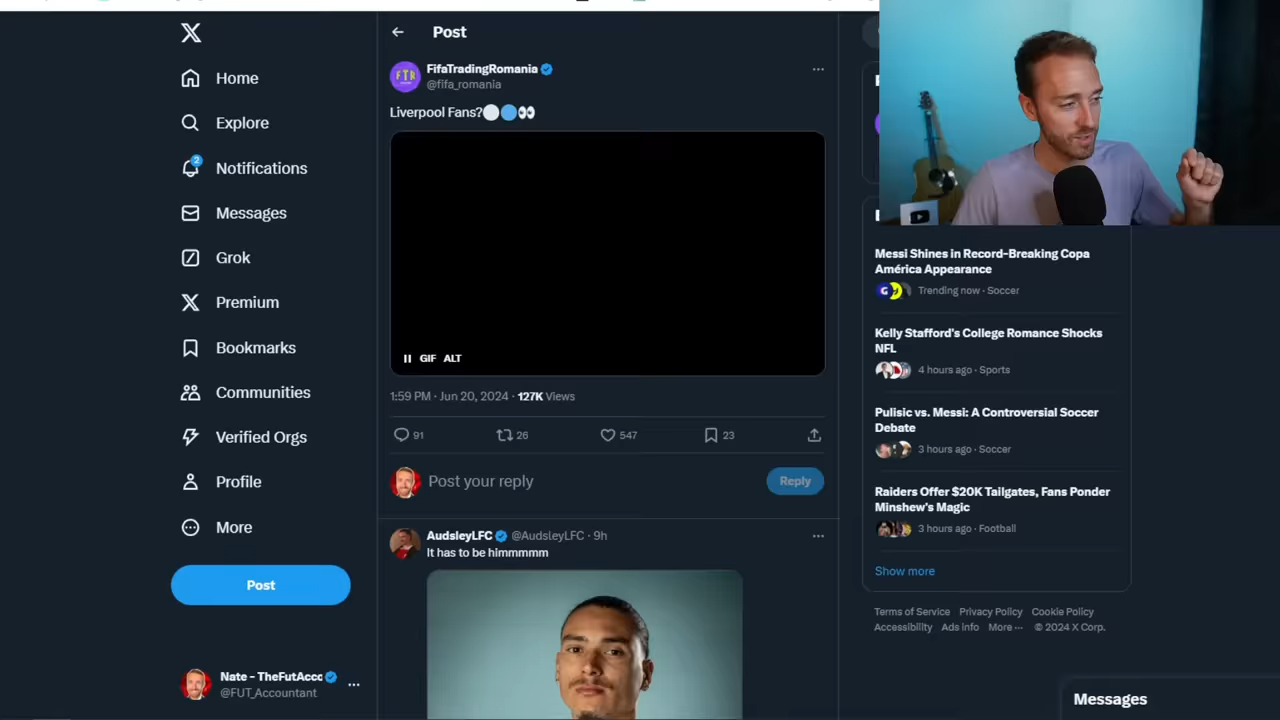 Post
FifaTradingRomania
@fifa_romania
Liverpool Fans?
GIF ALT
1:59 PM · Jun 20, 2024 · 127K Views
91
26
547
23
Post your reply
Reply
AudsleyLFC @AudsleyLFC · 9h
It has to be himmmmm
Home
Explore
2
Notifications
Messages
Grok
Premium
Bookmarks
Communities
Verified Orgs
Profile
More
Post
Nate - TheFutAcc
@FUT_Accountant
Messi Shines in Record-Breaking Copa
América Appearance
Trending now · Soccer
Kelly Stafford's College Romance Shocks
NFL
4 hours ago · Sports
Pulisic vs. Messi: A Controversial Soccer
Debate
3 hours ago · Soccer
Raiders Offer $20K Tailgates, Fans Ponder
Minshew's Magic
3 hours ago · Football
Show more
Terms of Service Privacy Policy Cookie Policy
Accessibility Ads info More ··· © 2024 X Corp.
Messages